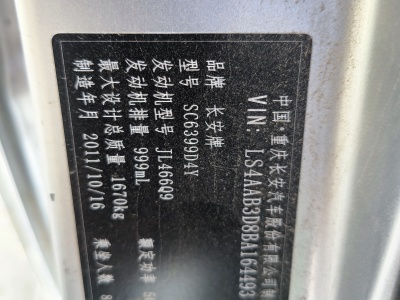 中国·重庆长安汽车股份有限公司制
VIN: LS4AAB3D8BA164493
品牌 长安牌
型号 SC6399D4Y
发动机型号 JL466Q9
发动机排量 999mL 额定功率
最大设计总质量 1670kg
制造年月 2011/10/16 乘坐人数 8